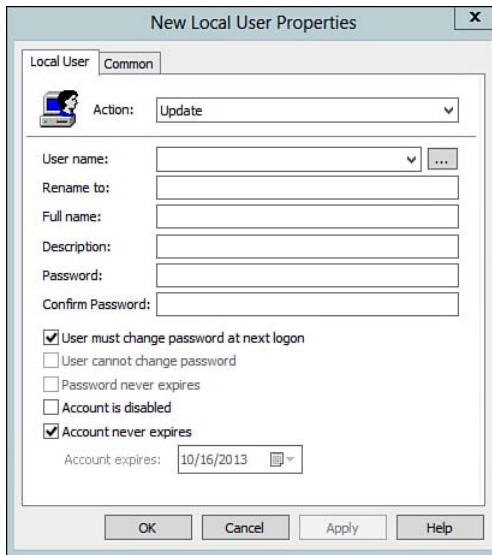 New Local User Properties
x
Local User Common
Action: Update
User name: ...
Rename to:
Full name:
Description:
Password:
Confirm Password:
User must change password at next logon
User cannot change password
Password never expires
Account is disabled
Account never expires
Account expires: 10/16/2013
OK Cancel Apply Help